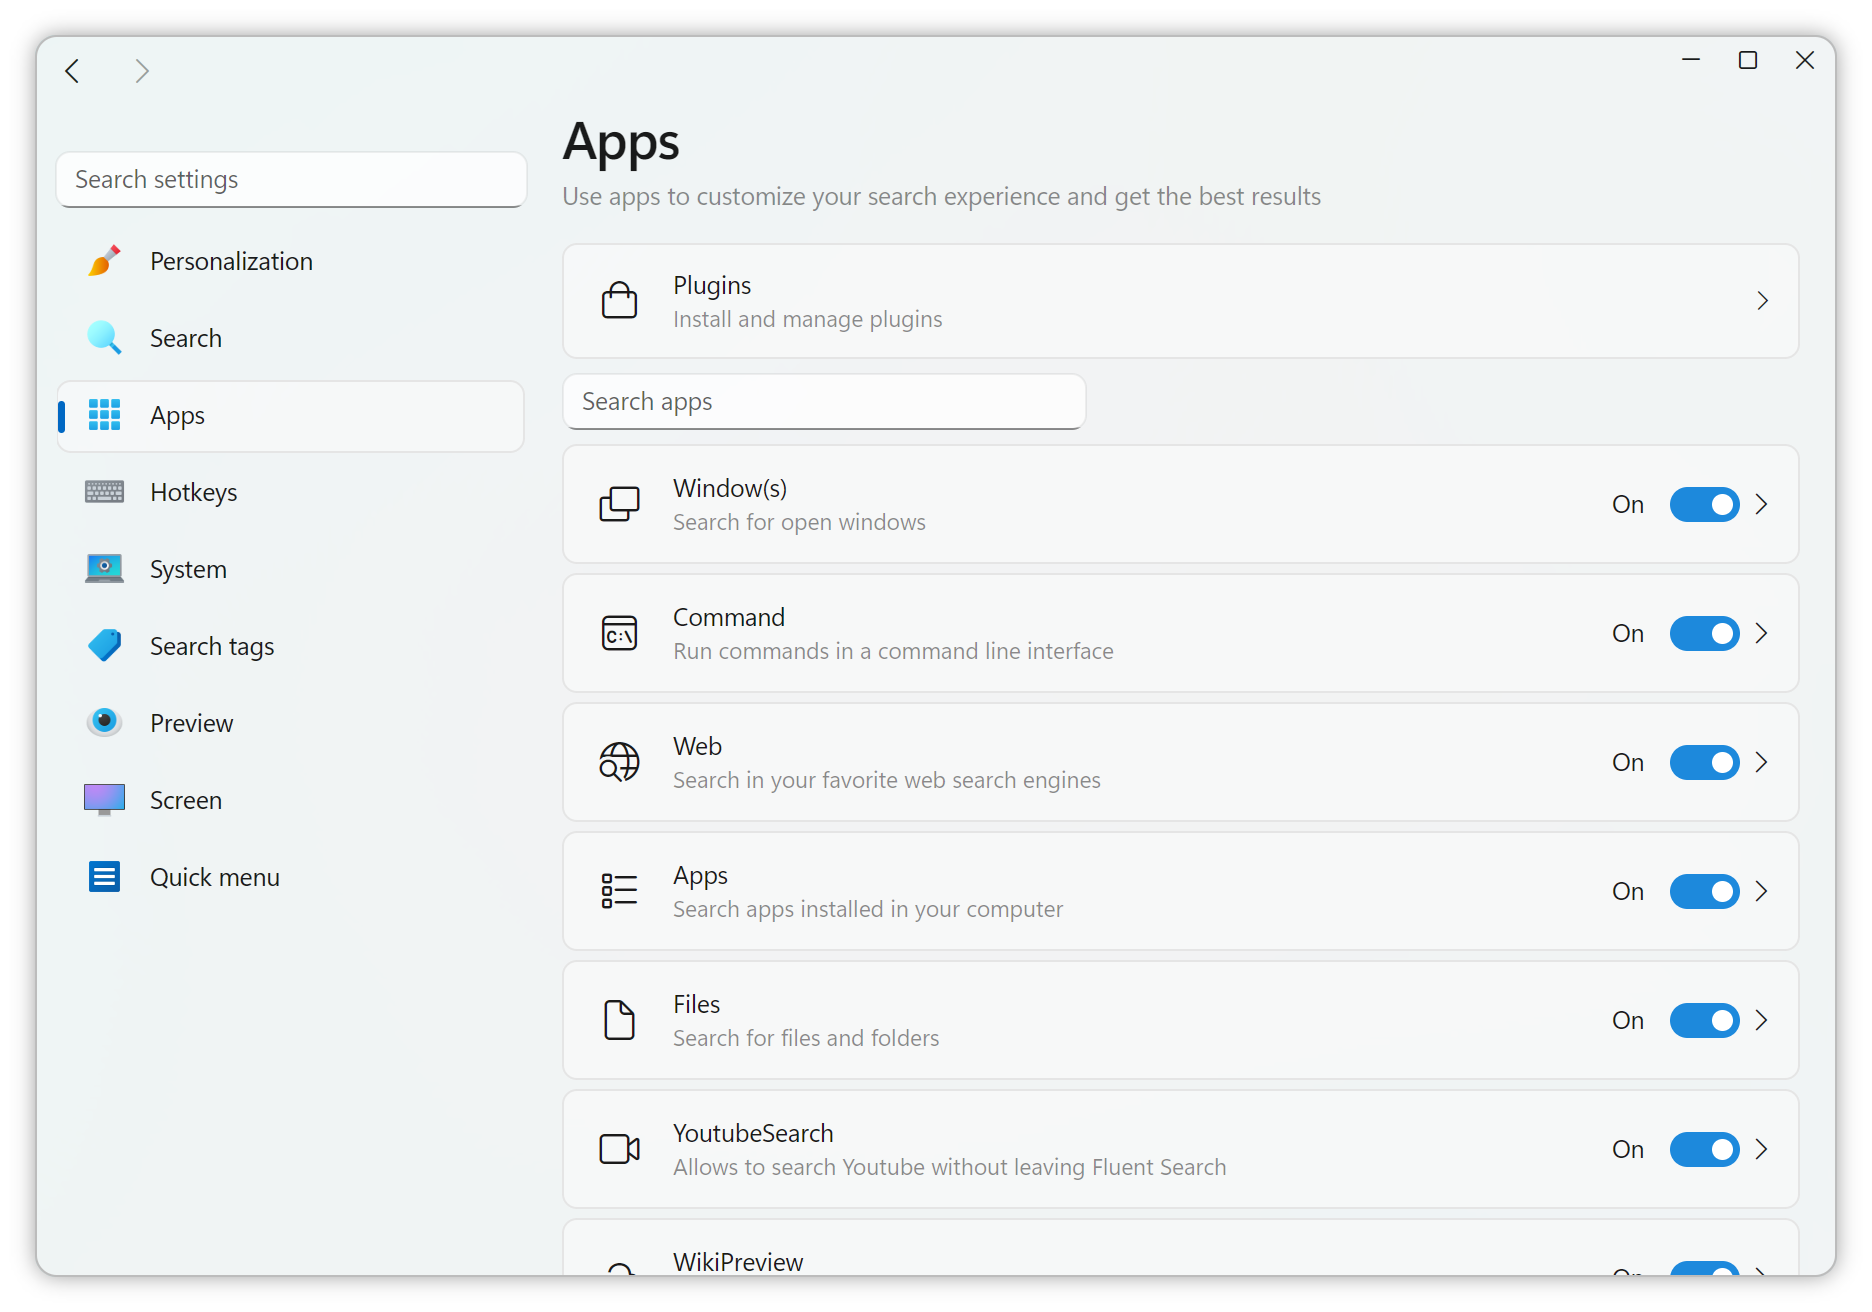 Search settings
Personalization
Search
Apps
Hotkeys
System
Search tags
Preview
Screen
Quick menu
Apps
Use apps to customize your search experience and get the best results
Plugins
Install and manage plugins
Search apps
Window(s)
Search for open windows
On
Command
Run commands in a command line interface
On
C:\
Web
Search in your favorite web search engines
On
Apps
Search apps installed in your computer
On
Files
Search for files and folders
On
YoutubeSearch
Allows to search Youtube without leaving Fluent Search
On
WikiPreview
On